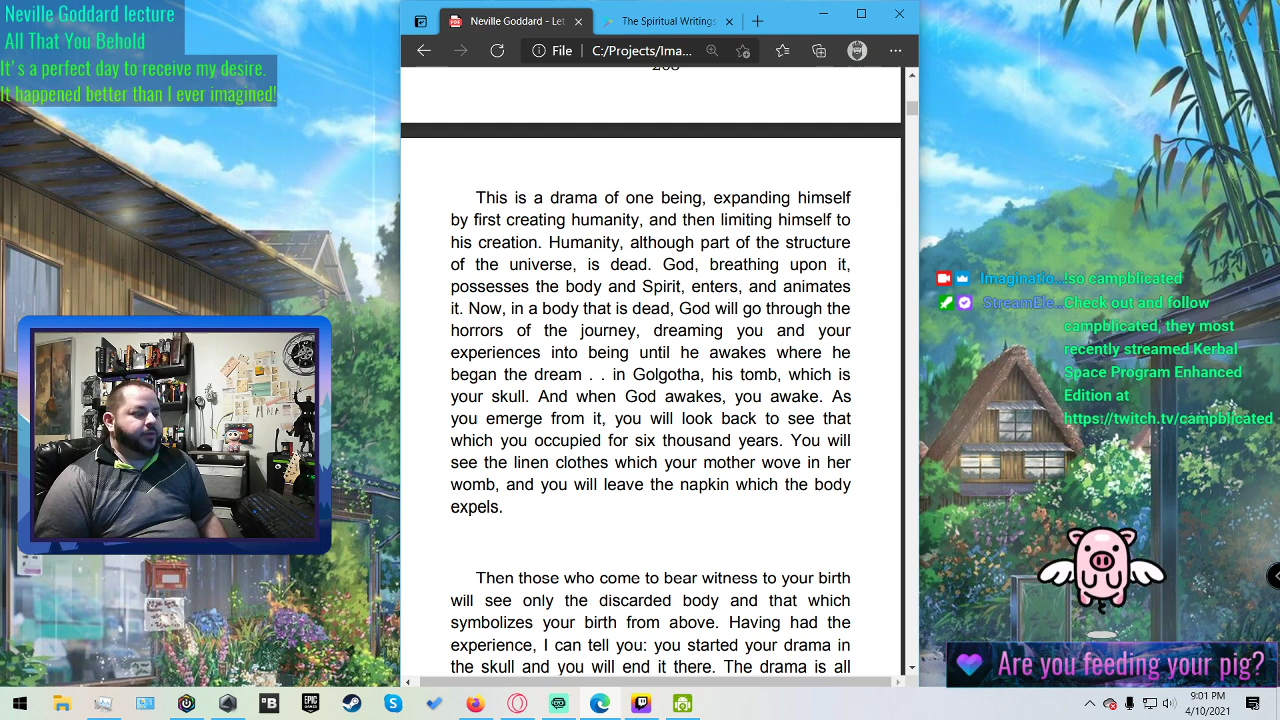 Neville Goddard lecture
All That You Behold
It's a perfect day to receive my desire.
It happened better than I ever imagined!
Neville Goddard - Let
The Spiritual Writings
File
C:/Projects/Ima...
This is a drama of one being, expanding himself
by first creating humanity, and then limiting himself to
his creation. Humanity, although part of the structure
of the universe, is dead. God, breathing upon it,
possesses the body and Spirit, enters, and animates
it. Now, in a body that is dead, God will go through the
horrors of the journey, dreaming you and your
experiences into being until he awakes where he
began the dream . . in Golgotha, his tomb, which is
your skull. And when God awakes, you awake. As
you emerge from it, you will look back to see that
which you occupied for six thousand years. You will
see the linen clothes which your mother wove in her
womb, and you will leave the napkin which the body
expels.
Then those who come to bear witness to your birth
will see only the discarded body and that which
symbolizes your birth from above. Having had the
experience, I can tell you: you started your drama in
the skull and you will end it there. The drama is all
Imaginatio... !so campblicated
StreamEle... Check out and follow
campblicated, they most
recently streamed Kerbal
Space Program Enhanced
Edition at
https://twitch.tv/campblicated
Are you feeding your pig?
9:01 PM
4/10/2021